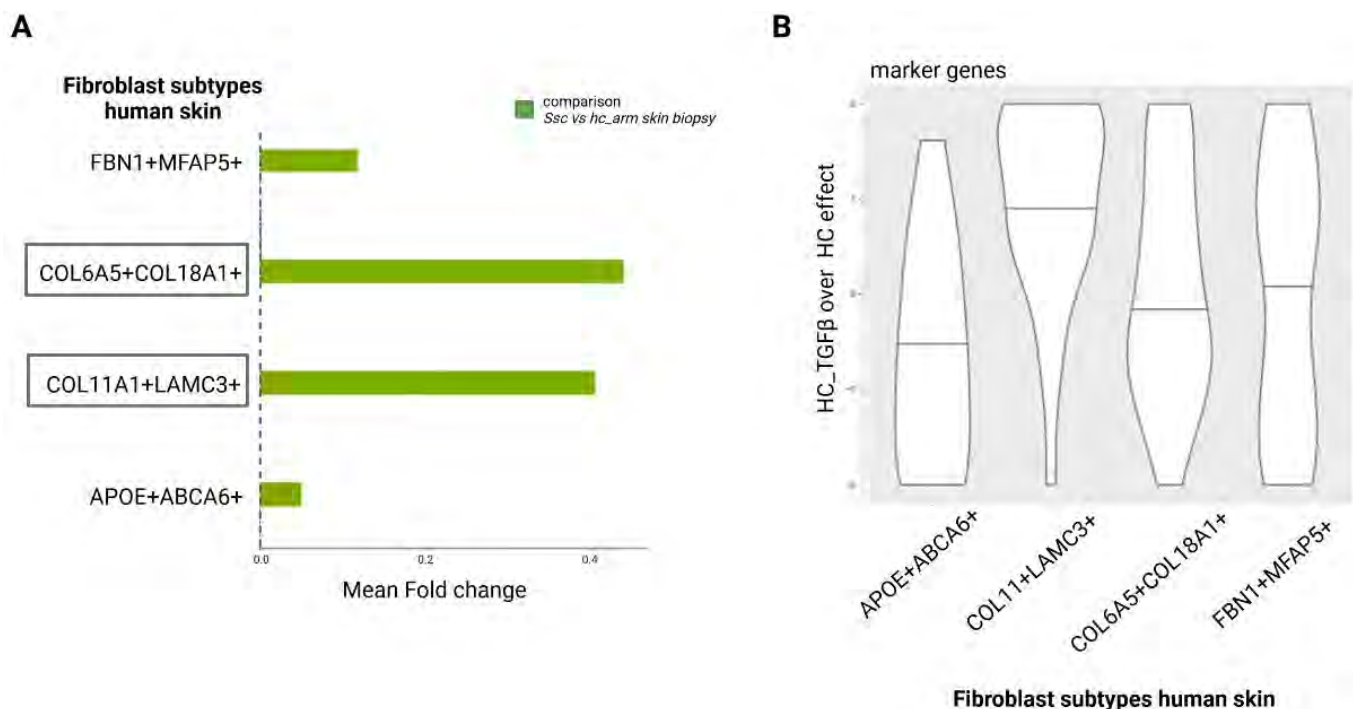 A
Fibroblast subtypes
human skin
comparison
Ssc vs hc_arm skin biopsy
FBN1+MFAP5+
COL6A5+COL18A1+
COL11A1+LAMC3+
APOE+ABCA6+
0.0
0.2
0.4
Mean Fold change
B
marker genes
HC_TGFβ over HC effect
APOE+ABCA6+
COL11+LAMC3+
COL6A5+COL18A1+
FBN1+MFAP5+
Fibroblast subtypes human skin